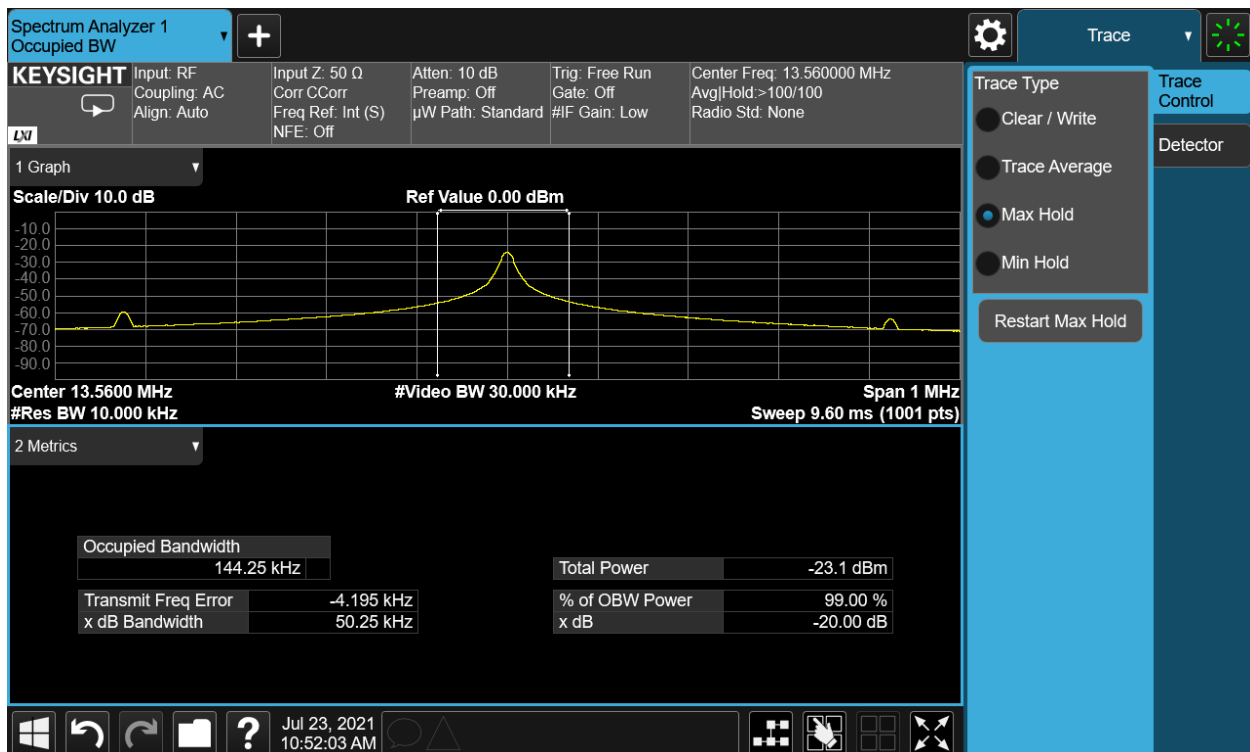 Spectrum Analyzer 1
Occupied BW
Trace
KEYSIGHT
LXI
Input: RF
Coupling: AC
Align: Auto
Input Z: 50 Ω
Corr CCorr
Freq Ref: Int (S)
NFE: Off
Atten: 10 dB
Preamp: Off
µW Path: Standard
Trig: Free Run
Gate: Off
#IF Gain: Low
Center Freq: 13.560000 MHz
Avg|Hold:>100/100
Radio Std: None
Trace Type
Clear / Write
Trace Average
Max Hold
Min Hold
Restart Max Hold
Trace
Control
Detector
1 Graph
Scale/Div 10.0 dB
Ref Value 0.00 dBm
-10.0
-20.0
-30.0
-40.0
-50.0
-60.0
-70.0
-80.0
-90.0
Center 13.5600 MHz
#Video BW 30.000 kHz
Span 1 MHz
#Res BW 10.000 kHz
Sweep 9.60 ms (1001 pts)
2 Metrics
Occupied Bandwidth
144.25 kHz
Total Power -23.1 dBm
Transmit Freq Error -4.195 kHz
% of OBW Power 99.00 %
x dB Bandwidth 50.25 kHz
x dB -20.00 dB
?
Jul 23, 2021
10:52:03 AM